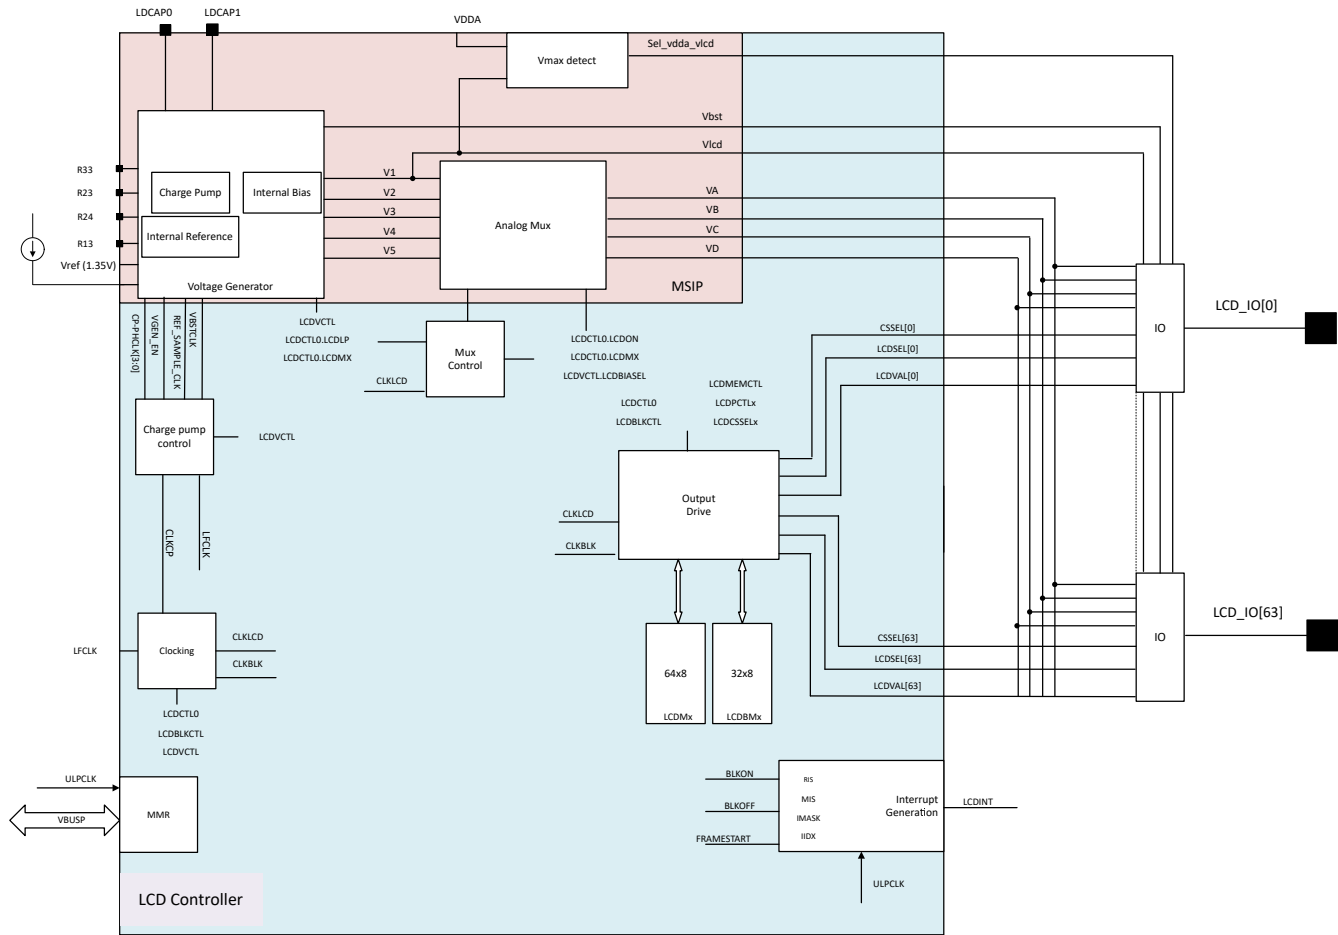 LDCAP0
LDCAP1
VDDA
Sel_vdda_vlcd
Vmax detect
Vbst
Vlcd
R33
R23
R24
R13
Vref (1.35V)
Charge Pump
Internal Bias
Internal Reference
Voltage Generator
V1
V2
V3
V4
V5
Analog Mux
VA
VB
VC
VD
MSIP
IO
LCD_IO[0]
CP-PHCLK[3:0]
VGEN_EN
REF_SAMPLE_CLK
VBSTCLK
LCDVCTL
LCDCTL0.LCDLP
LCDCTL0.LCDMX
Mux
Control
CLKLCD
LCDCTL0.LCDON
LCDCTL0.LCDMX
LCDVCTL.LCDBIASEL
CSSEL[0]
LCDSEL[0]
LCDVAL[0]
LCDMEMCTL
LCDCTL0
LCDPCTLx
LCDBLKCTL
LCDCSSELx
Charge pump
control
LCDVCTL
CLKCP
LFCLK
Output
Drive
CLKLCD
CLKBLK
64x8
LCDMx
32x8
LCDBMx
CSSEL[63]
LCDSEL[63]
LCDVAL[63]
IO
LCD_IO[63]
LFCLK
Clocking
CLKLCD
CLKBLK
LCDCTL0
LCDBLKCTL
LCDVCTL
ULPCLK
VBUSP
MMR
BLKON
BLKOFF
FRAMESTART
RIS
MIS
IMASK
IIDX
Interrupt
Generation
LCDINT
ULPCLK
LCD Controller